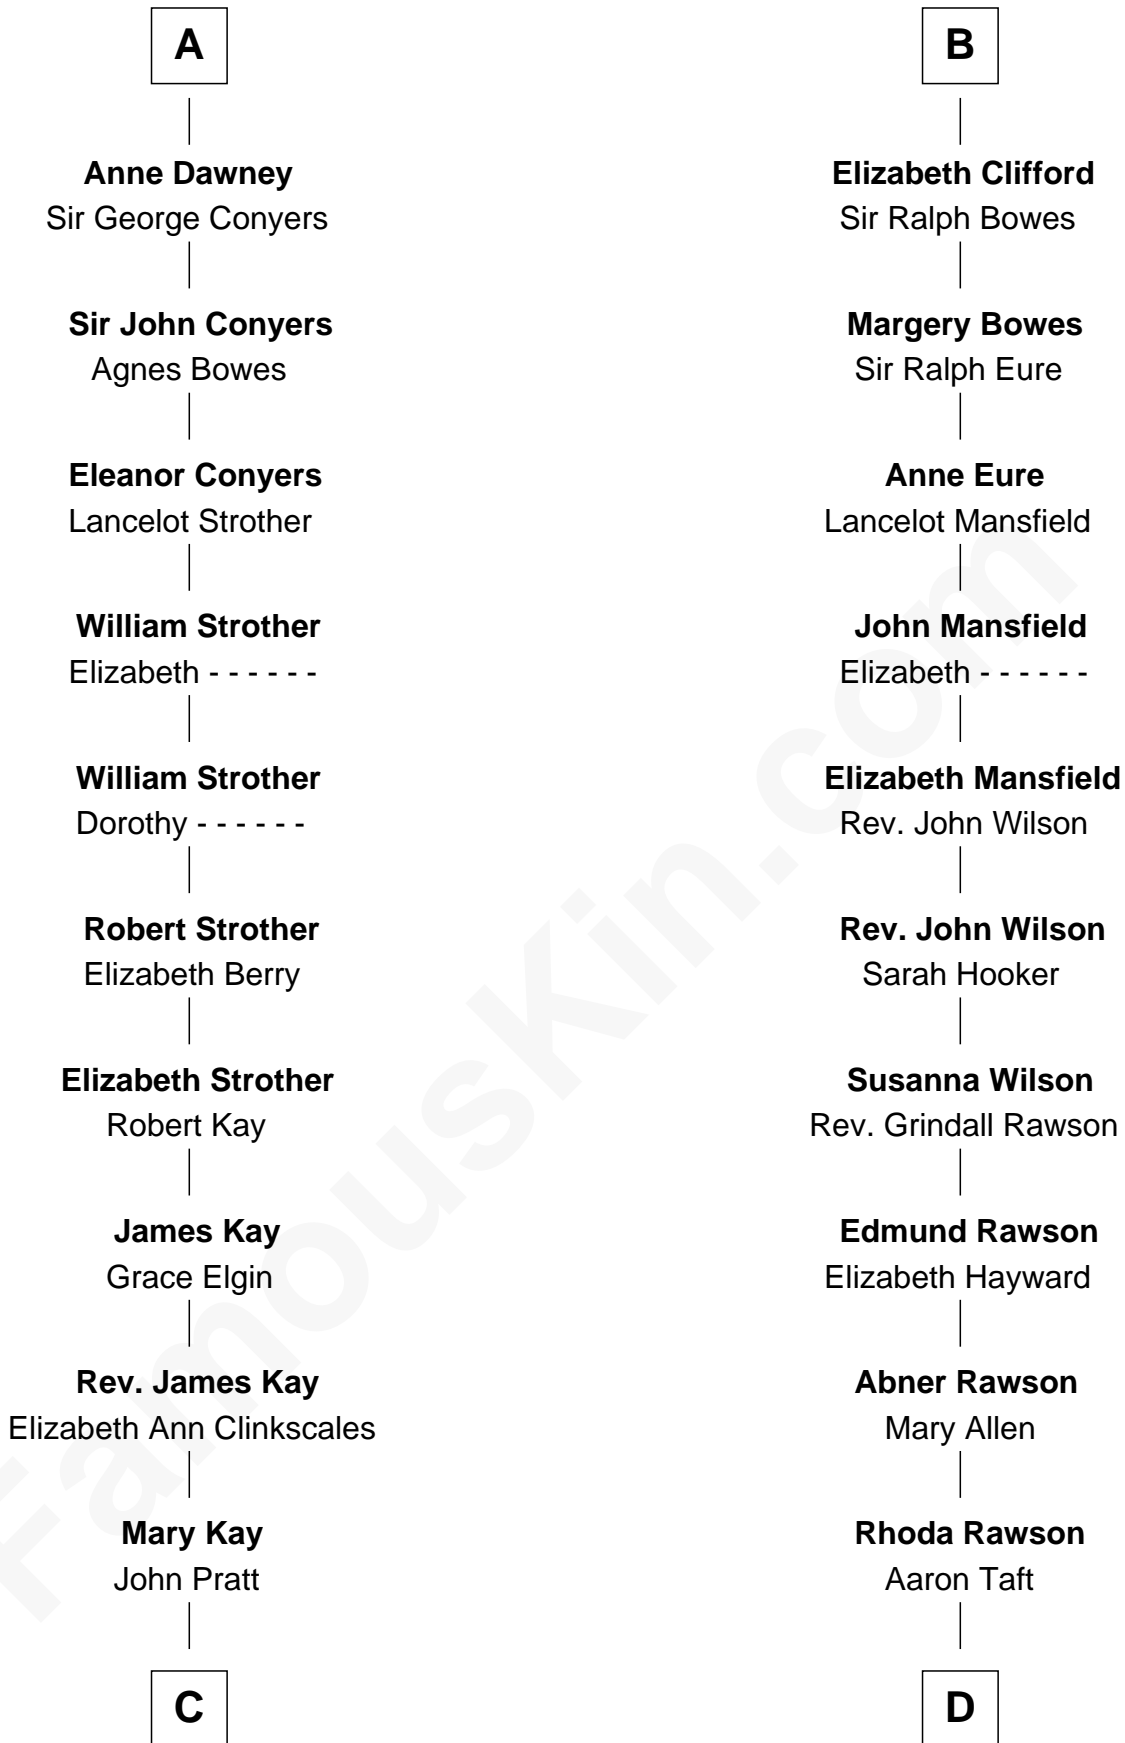 A
Anne Dawney
Sir George Conyers
Sir John Conyers
Agnes Bowes
Eleanor Conyers
Lancelot Strother
William Strother
Elizabeth - - - - - -
William Strother
Dorothy - - - - - -
Robert Strother
Elizabeth Berry
Elizabeth Strother
Robert Kay
James Kay
Grace Elgin
Rev. James Kay
Elizabeth Ann Clinkscales
Mary Kay
John Pratt
C
B
Elizabeth Clifford
Sir Ralph Bowes
Margery Bowes
Sir Ralph Eure
Anne Eure
Lancelot Mansfield
John Mansfield
Elizabeth - - - - - -
Elizabeth Mansfield
Rev. John Wilson
Rev. John Wilson
Sarah Hooker
Susanna Wilson
Rev. Grindall Rawson
Edmund Rawson
Elizabeth Hayward
Abner Rawson
Mary Allen
Rhoda Rawson
Aaron Taft
D
FamousKin.com